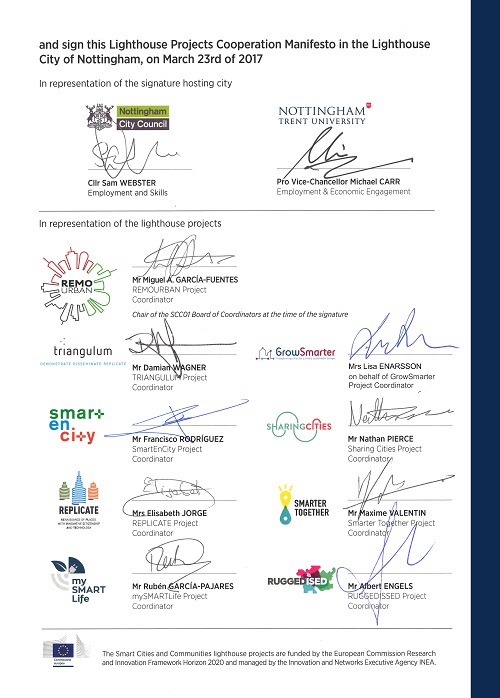 and sign this Lighthouse Projects Cooperation Manifesto in the Lighthouse
City of Nottingham, on March 23rd of 2017
In representation of the signature hosting city
Nottingham
City Council
NOTTINGHAM
TRENT UNIVERSITY
Cllr Sam WEBSTER
Employment and Skills
Pro Vice-Chancellor Michael CARR
Employment & Economic Engagement
In representation of the lighthouse projects
REMO
URBAN
Mr Miguel A. GARCÍA-FUENTES
REMOURBAN Project
Coordinator
Chair of the SCC01 Board of Coordinators at the time of the signature
triangulum
DEMONSTRATE DISSEMINATE REPLICATE
Mr Damian WAGNER
TRIANGULUM Project
Coordinator
GrowSmarter
Mrs Lisa ENARSSON
on behalf of GrowSmarter
Project Coordinator
smart
en
city
Mr Francisco RODRÍGUEZ
SmartEnCity Project
Coordinator
SHARINGCITIES
Mr Nathan PIERCE
Sharing Cities Project
Coordinator
REPLICATE
RENAISSANCE OF PLACES
WITH INNOVATIVE CITIZENSHIP
AND TECHNOLOGY
Mrs Elisabeth JORGE
REPLICATE Project
Coordinator
SMARTER
TOGETHER
Mr Maxime VALENTIN
Smarter Together Project
Coordinator
my
SMART
Life
Mr Rubén GARCÍA-PAJARES
mySMARTLife Project
Coordinator
RUGGEDISED
Mr Albert ENGELS
RUGGEDISSED Project
Coordinator
The Smart Cities and Communities lighthouse projects are funded by the European Commission Research
and Innovation Framework Horizon 2020 and managed by the Innovation and Networks Executive Agency INEA.